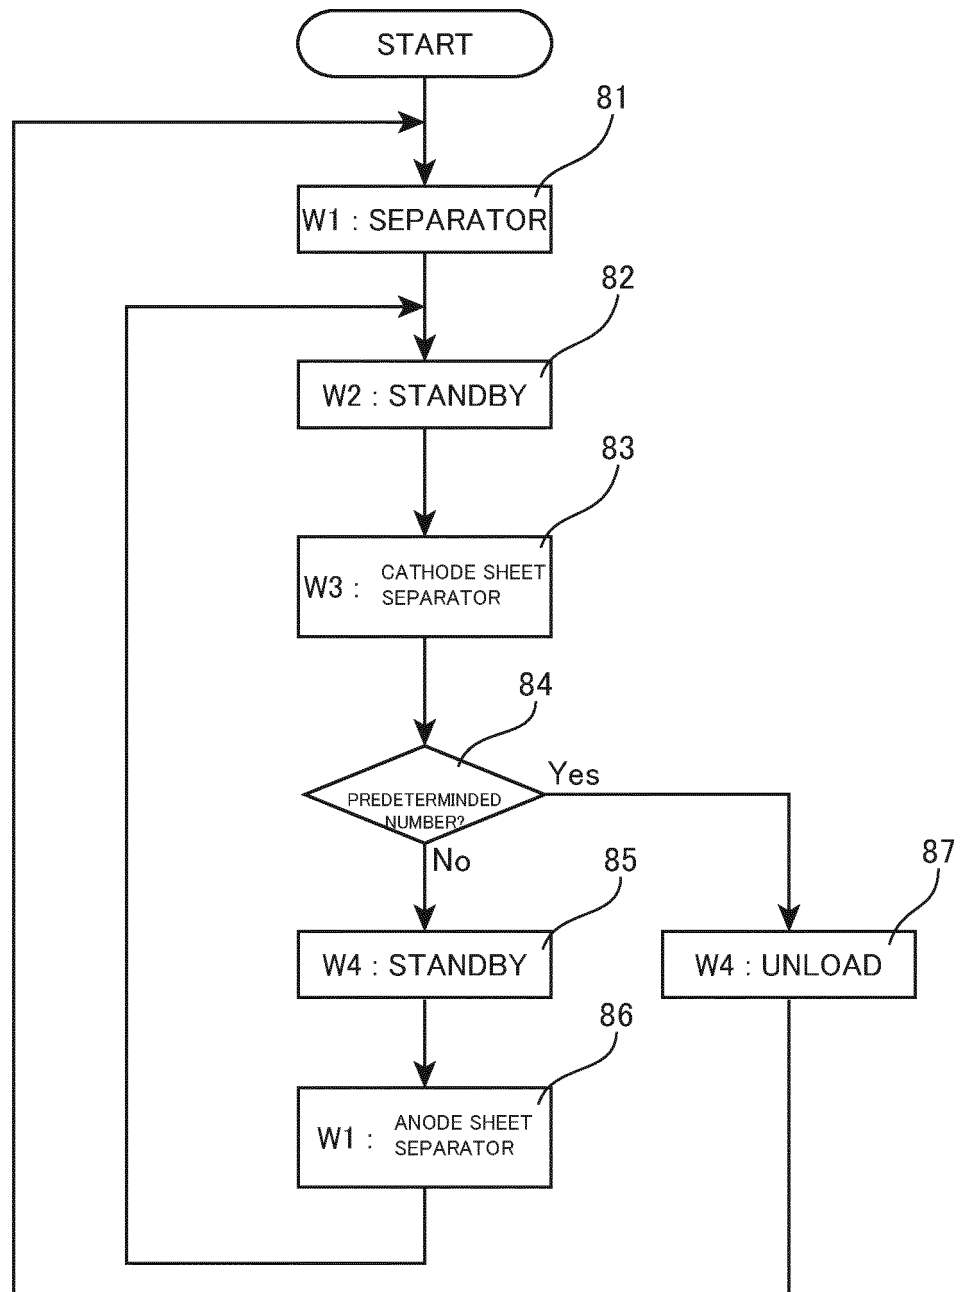 START
81
W1 : SEPARATOR
82
W2 : STANDBY
83
W3 : CATHODE SHEET
SEPARATOR
84
Yes
PREDETERMINDED
NUMBER?
No
85
87
W4 : STANDBY
W4 : UNLOAD
86
W1 : ANODE SHEET
SEPARATOR